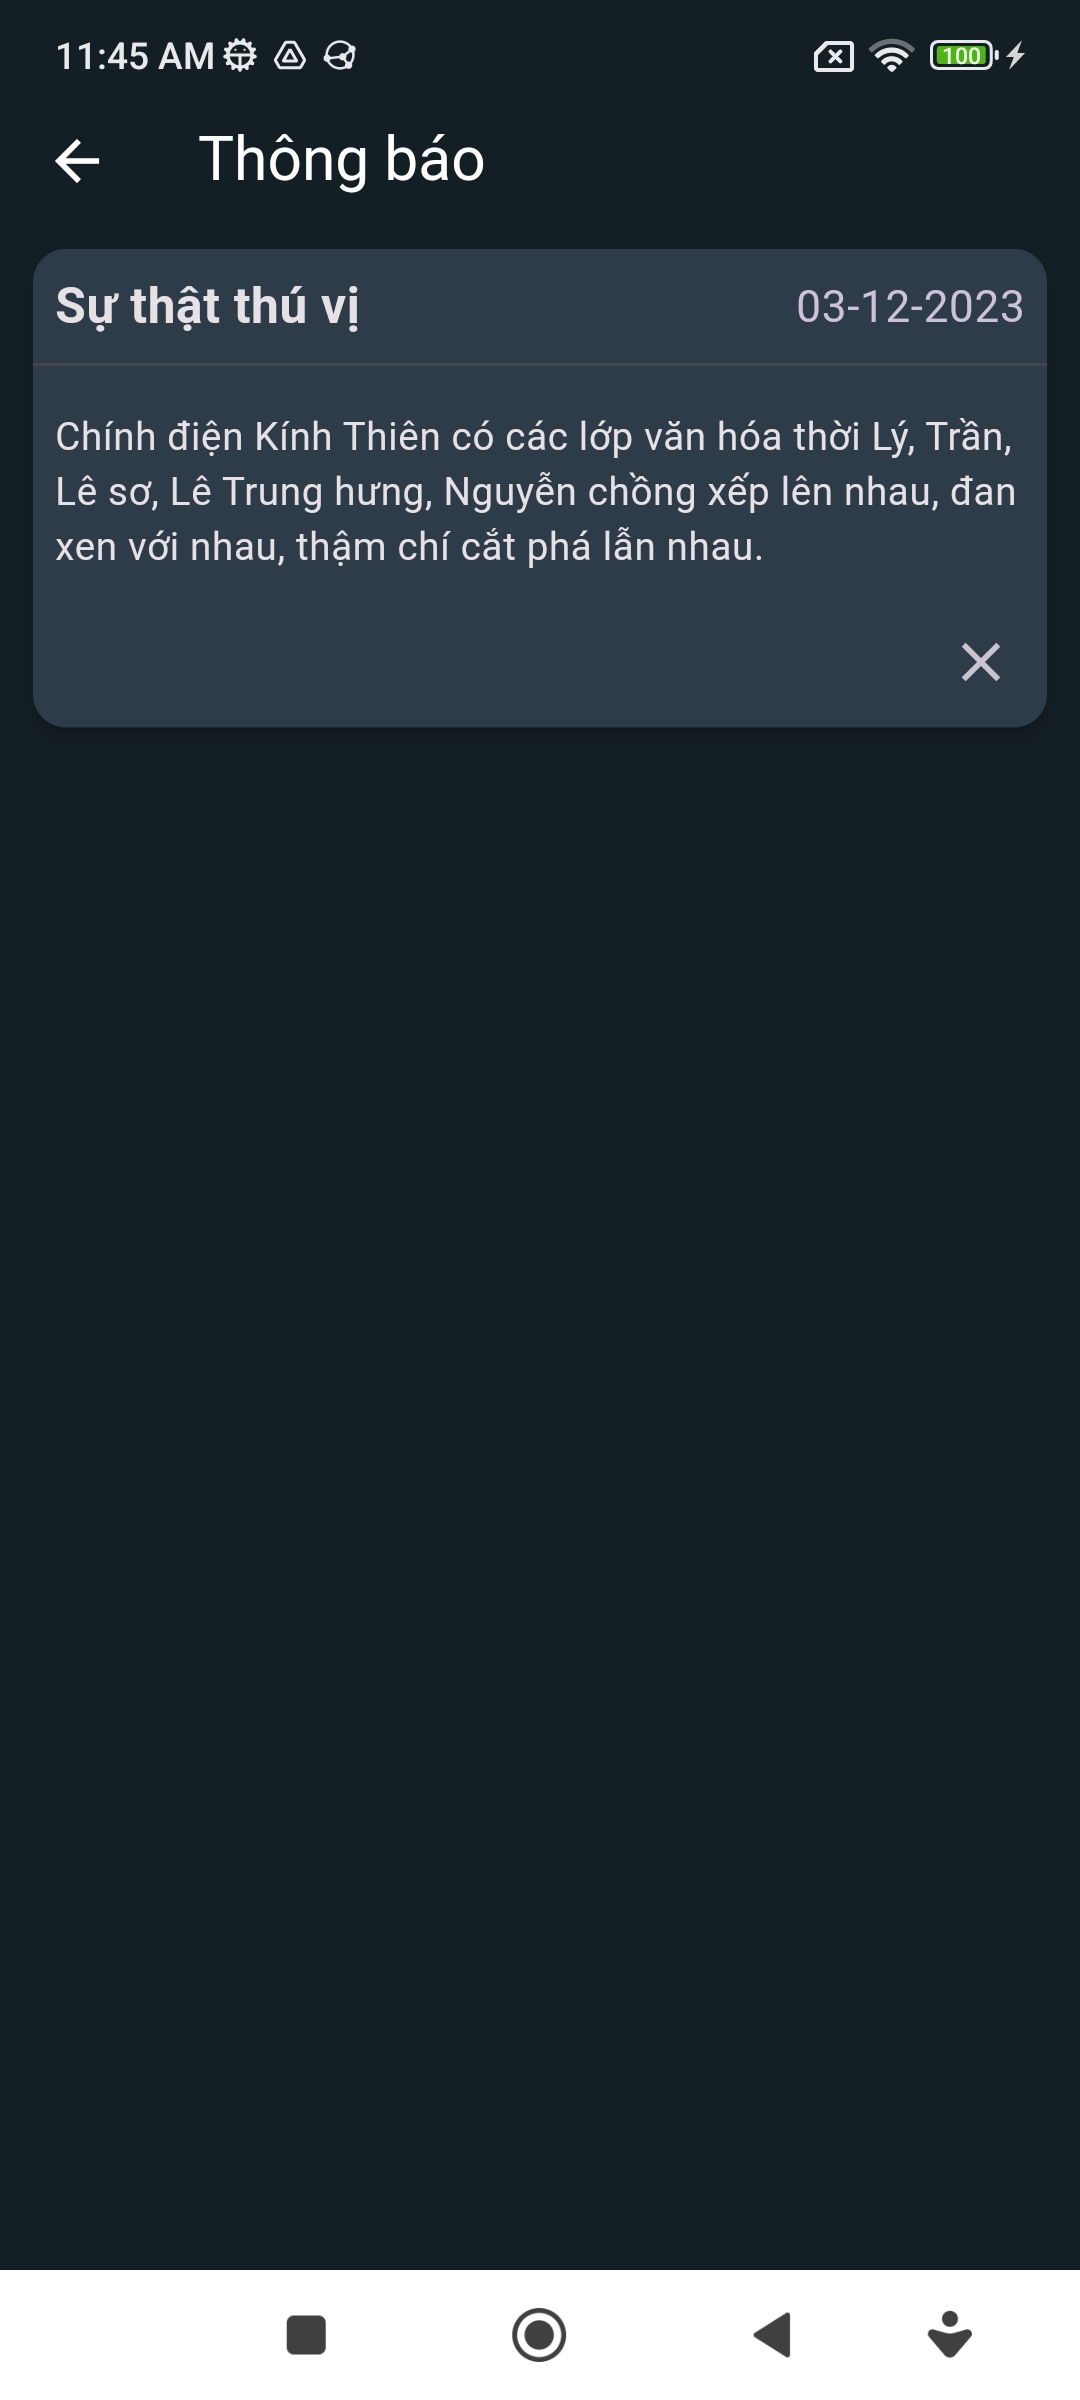 11:45 AM
100
Thông báo
Sự thật thú vị
03-12-2023
Chính điện Kính Thiên có các lớp văn hóa thời Lý, Trần,
Lê sơ, Lê Trung hưng, Nguyễn chồng xếp lên nhau, đan
xen với nhau, thậm chí cắt phá lẫn nhau.